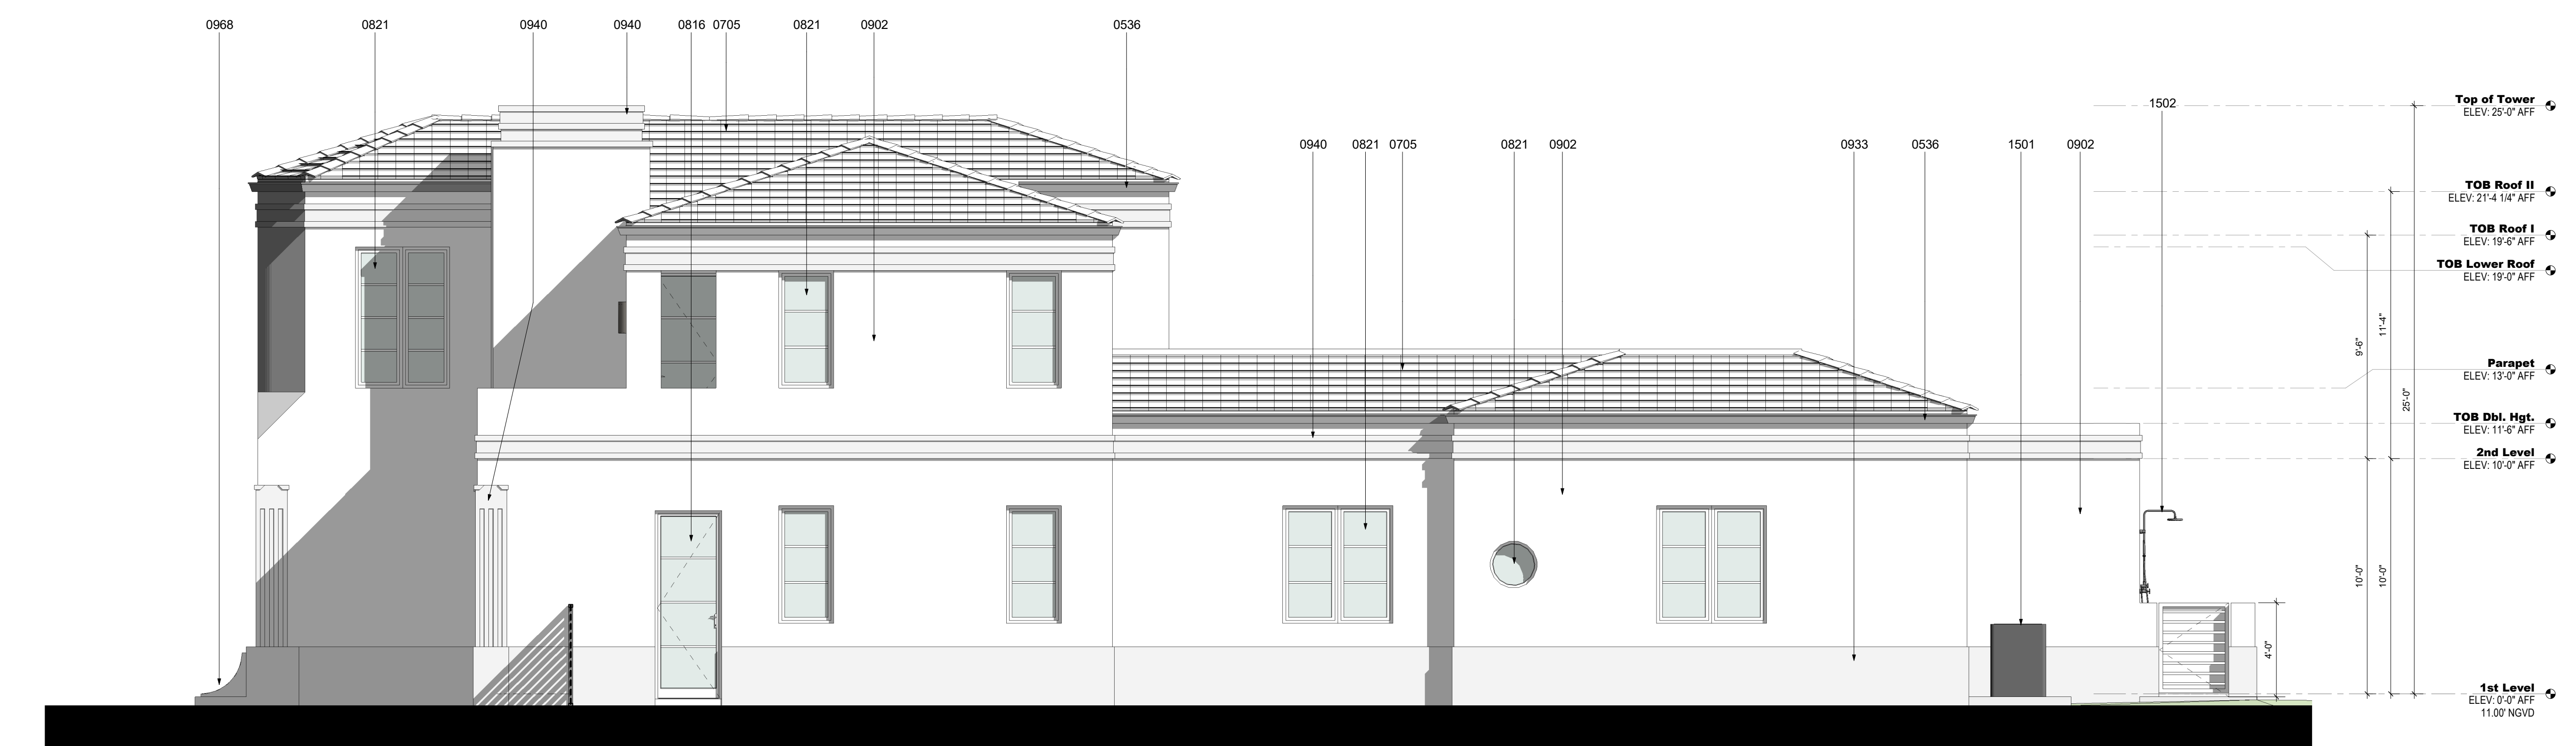 0968
0821
0940
0940
0816
0705
0821
0902
0536
1502
0940
0821
0705
0821
0902
0933
0536
1501
0902
Top of Tower
ELEV: 25'-0" AFF
TOB Roof II
ELEV: 21'-4 1/4" AFF
TOB Roof I
ELEV: 19'-6" AFF
TOB Lower Roof
ELEV: 19'-0" AFF
Parapet
ELEV: 13'-0" AFF
TOB Dbl. Hgt.
ELEV: 11'-6" AFF
2nd Level
ELEV: 10'-0" AFF
1st Level
ELEV: 0'-0" AFF
11.00' NGVD
9'-6"
11'-4"
25'-0"
10'-0"
10'-0"
4'-0"